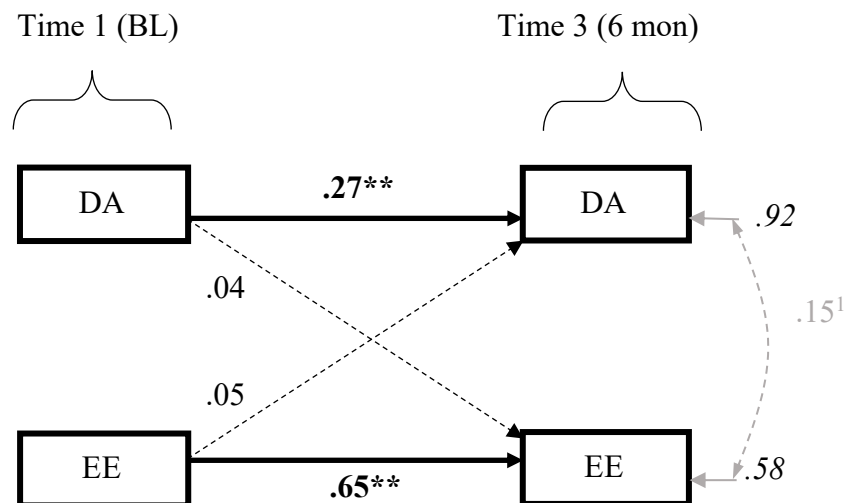 Time 1 (BL)
Time 3 (6 mon)
DA
.27**
DA
.92
.04
.15¹
.05
EE
.65**
EE
.58